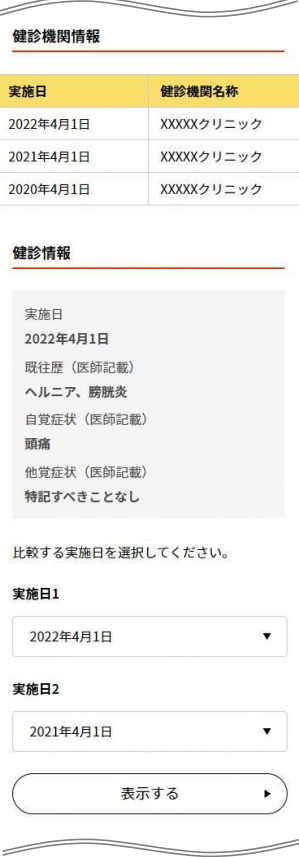 健診機関情報
実施日 健診機関名称
2022年4月1日 XXXXXクリニック
2021年4月1日 XXXXXクリニック
2020年4月1日 XXXXXクリニック
健診情報
実施日
2022年4月1日
既往歴（医師記載）
ヘルニア、膀胱炎
自覚症状（医師記載）
頭痛
他覚症状（医師記載）
特記すべきことなし
比較する実施日を選択してください。
実施日1
2022年4月1日
実施日2
2021年4月1日
表示する